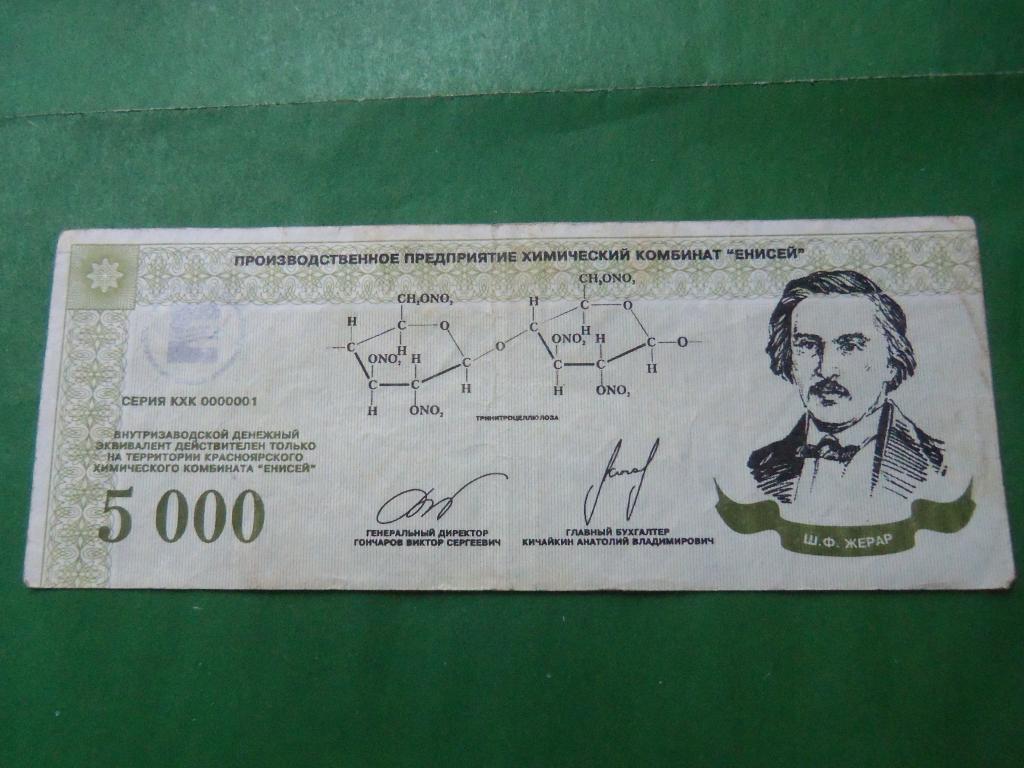 ПРОИЗВОДСТВЕННОЕ ПРЕДПРИЯТИЕ ХИМИЧЕСКИЙ КОМБИНАТ "ЕНИСЕЙ"
CH₂ONO₂
CH₂ONO₂
H
C
O
H
C
O
H
C
ONO₂
H
C
O
C
H
C
C
H
ONO₂
C
H
ONO₂
H
C
C
H
ONO₂
C
H
O
ТРИНИТРОЦЕЛЛЮЛОЗА
СЕРИЯ КХК 0000001
ВНУТРИЗАВОДСКОЙ ДЕНЕЖНЫЙ
ЭКВИВАЛЕНТ ДЕЙСТВИТЕЛЕН ТОЛЬКО
НА ТЕРРИТОРИИ КРАСНОЯРСКОГО
ХИМИЧЕСКОГО КОМБИНАТА "ЕНИСЕЙ"
5 000
ГЕНЕРАЛЬНЫЙ ДИРЕКТОР
ГОНЧАРОВ ВИКТОР СЕРГЕЕВИЧ
ГЛАВНЫЙ БУХГАЛТЕР
КИЧАЙКИН АНАТОЛИЙ ВЛАДИМИРОВИЧ
Ш.Ф. ЖЕРАР